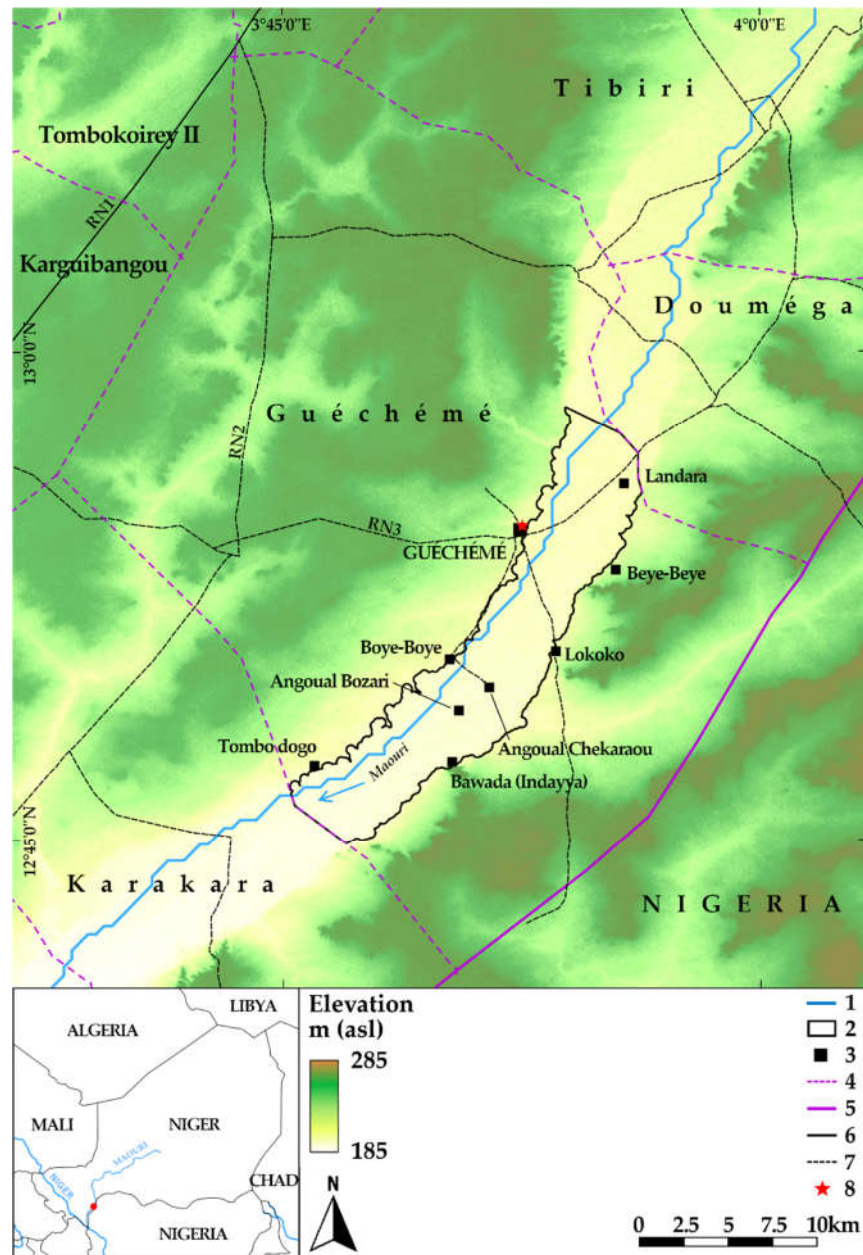 3°45'0"E
4°0'0"E
Tibiri
Tombokoirey II
RN1
Karguibangou
Douméga
13°0'0"N
Guéchémé
RN2
Landara
RN3
GUÉCHÉMÉ
Beye-Beye
Boye-Boye
Lokoko
Angoual Bozari
Tombo dogo
Angoual Chekaraou
Maouri
Bawada (Indayya)
12°45'0"N
Karakara
NIGERIA
ALGERIA
LIBYA
MALI
NIGER
MAOURI
NIGER
CHAD
NIGERIA
Elevation
m (asl)
285
185
N
1
2
3
4
5
6
7
8
0 2.5 5 7.5 10km